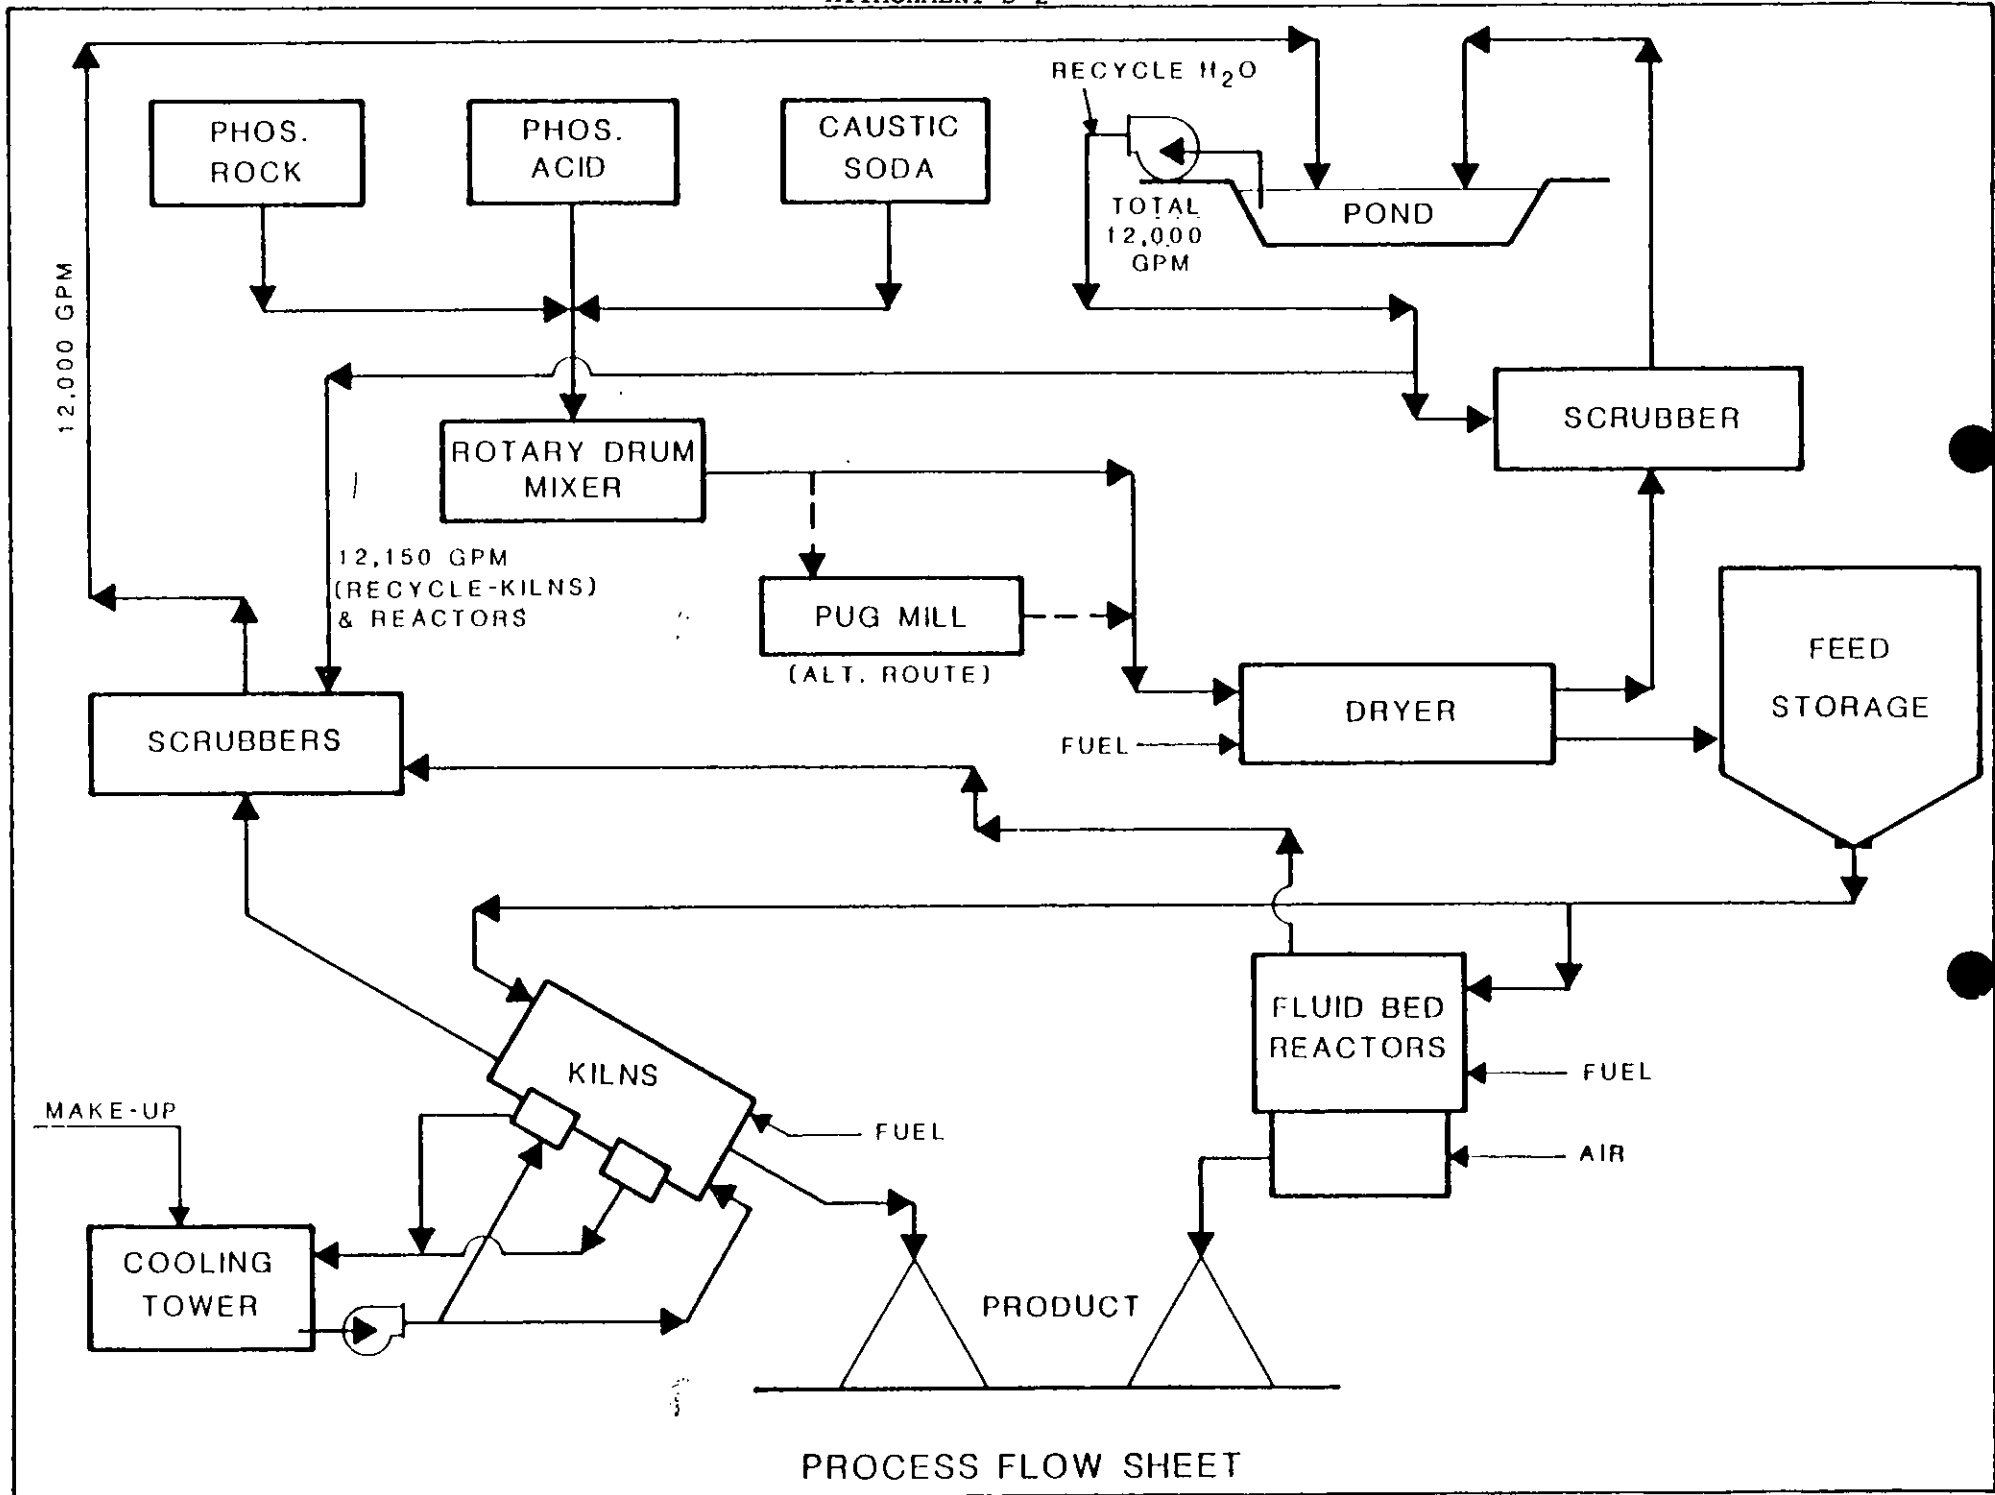 RECYCLE H₂O
PHOS.
ROCK
PHOS.
ACID
CAUSTIC
SODA
TOTAL
12,000
GPM
POND
12,000 GPM
SCRUBBER
ROTARY DRUM
MIXER
12,150 GPM
(RECYCLE-KILNS)
& REACTORS
PUG MILL
(ALT. ROUTE)
FEED
STORAGE
DRYER
FUEL
SCRUBBERS
FLUID BED
REACTORS
KILNS
FUEL
MAKE-UP
FUEL
AIR
COOLING
TOWER
PRODUCT
PROCESS FLOW SHEET